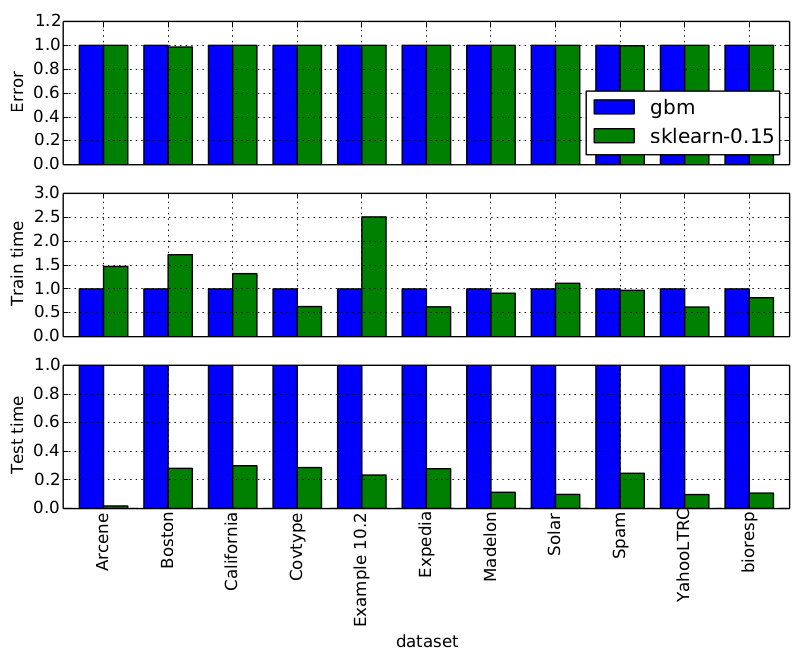 Error
1.2
1.0
0.8
0.6
0.4
0.2
0.0
gbm
sklearn-0.15
Train time
3.0
2.5
2.0
1.5
1.0
0.5
0.0
Test time
1.0
0.8
0.6
0.4
0.2
0.0
Arcene
Boston
California
Covtype
Example 10.2
Expedia
Madelon
Solar
Spam
YahooLTRC
bioresp
dataset